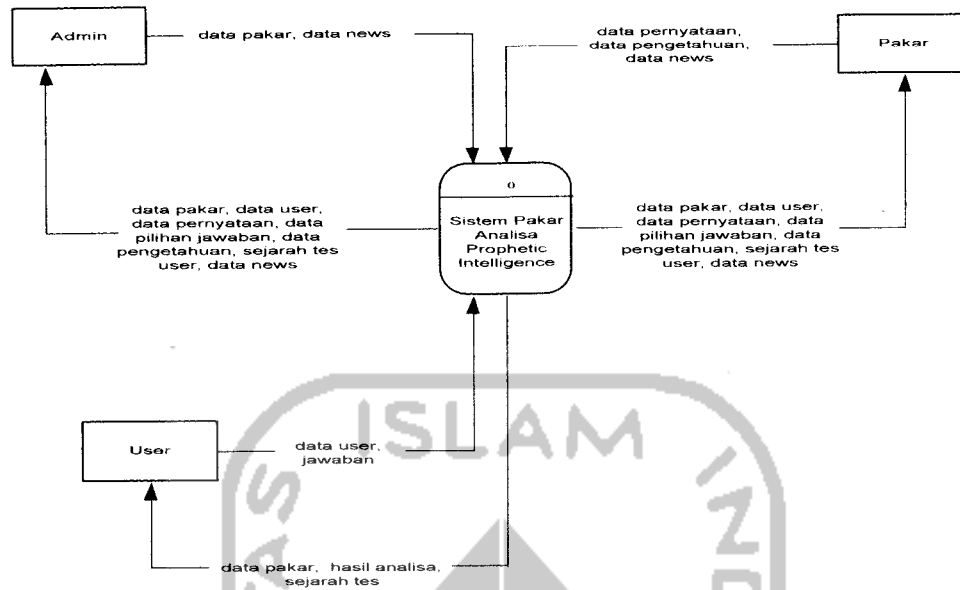 Admin
data pakar, data news
data pernyataan,
data pengetahuan,
data news
Pakar
0
Sistem Pakar
Analisa
Prophetic
Intelligence
data pakar, data user,
data pernyataan, data
pilihan jawaban, data
pengetahuan, sejarah tes
user, data news
data pakar, data user,
data pernyataan, data
pilihan jawaban, data
pengetahuan, sejarah tes
user, data news
User
data user,
jawaban
data pakar, hasil analisa,
sejarah tes
ISLAM
TAS
IND